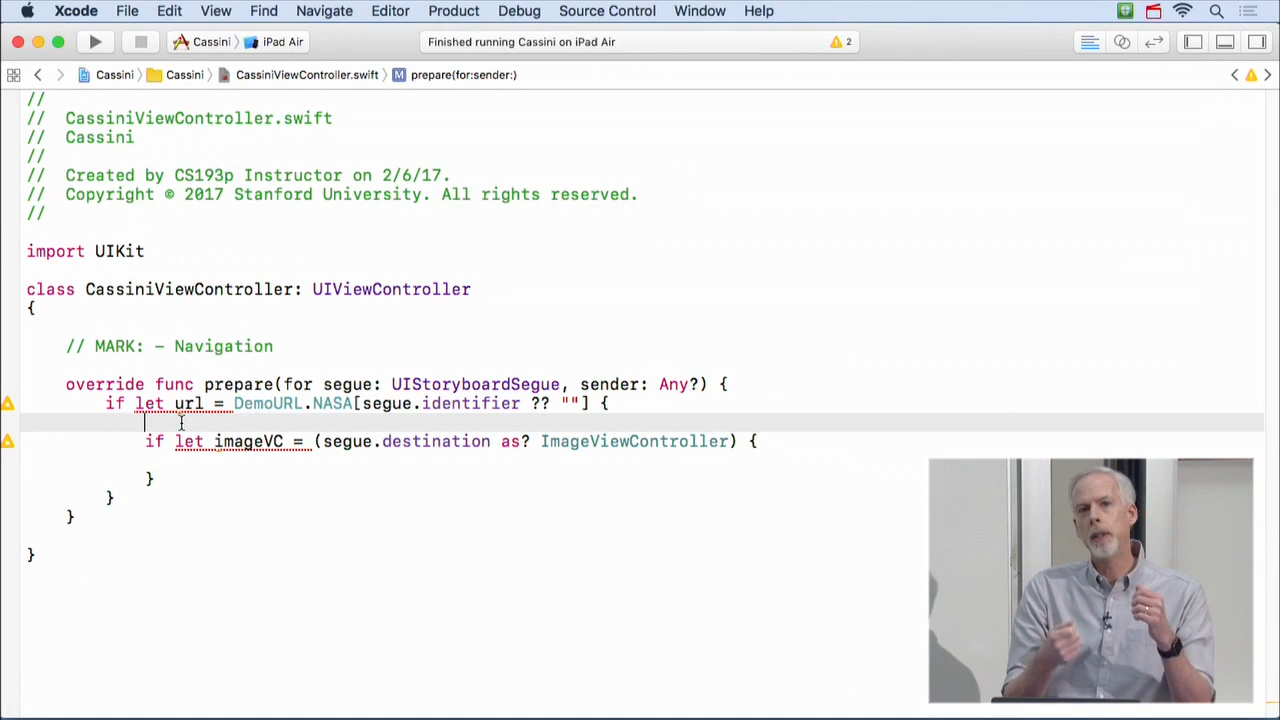 Xcode File Edit View Find Navigate Editor Product Debug Source Control Window Help
Cassini iPad Air Finished running Cassini on iPad Air 2
Cassini Cassini CassiniViewController.swift M prepare(for:sender:)
//
// CassiniViewController.swift
// Cassini
//
// Created by CS193p Instructor on 2/6/17.
// Copyright © 2017 Stanford University. All rights reserved.
//
import UIKit
class CassiniViewController: UIViewController
{
// MARK: - Navigation
override func prepare(for segue: UIStoryboardSegue, sender: Any?) {
if let url = DemoURL.NASA[segue.identifier ?? ""] {
if let imageVC = (segue.destination as? ImageViewController) {
}
}
}
}